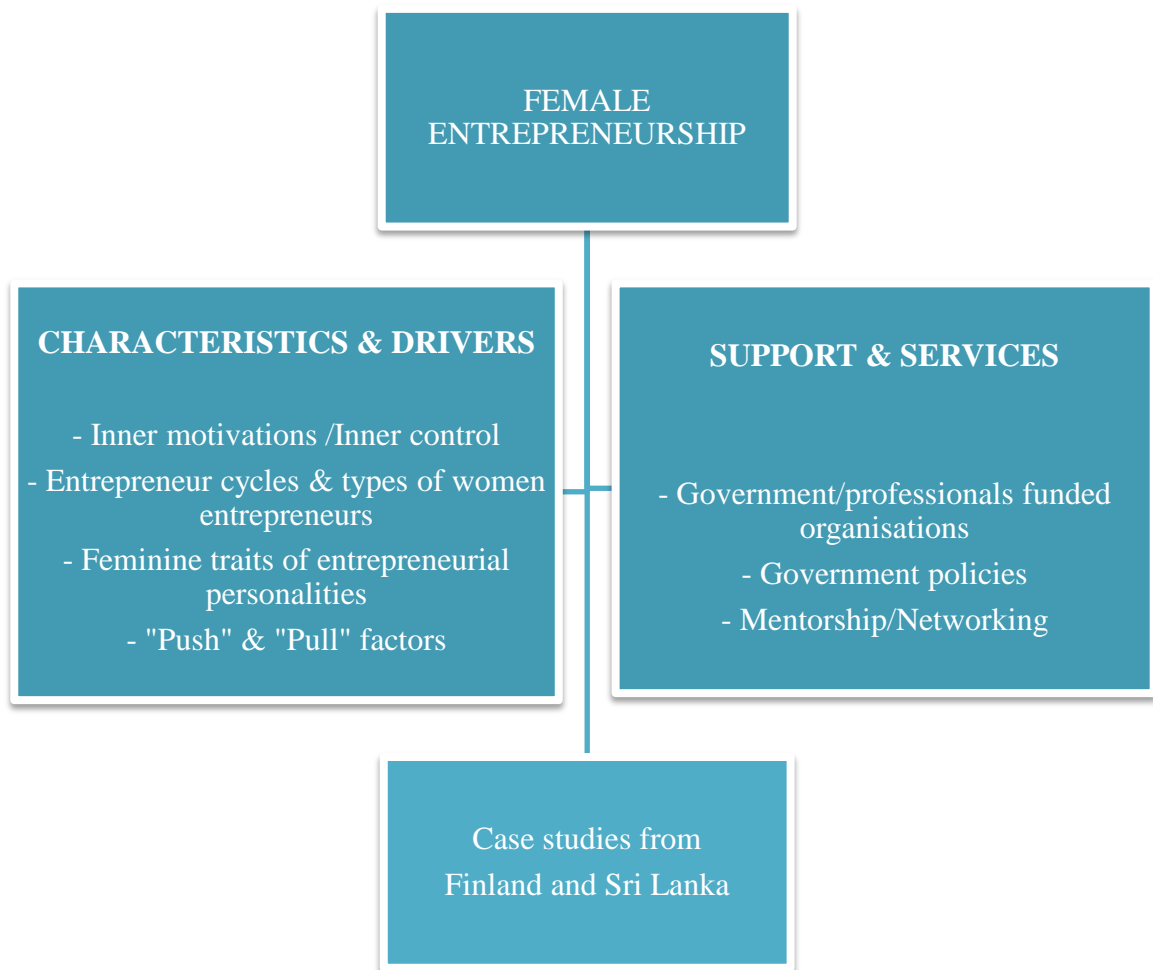 FEMALE
ENTREPRENEURSHIP
CHARACTERISTICS & DRIVERS
- Inner motivations /Inner control
- Entrepreneur cycles & types of women
entrepreneurs
- Feminine traits of entrepreneurial
personalities
- "Push" & "Pull" factors
SUPPORT & SERVICES
- Government/professionals funded
organisations
- Government policies
- Mentorship/Networking
Case studies from
Finland and Sri Lanka